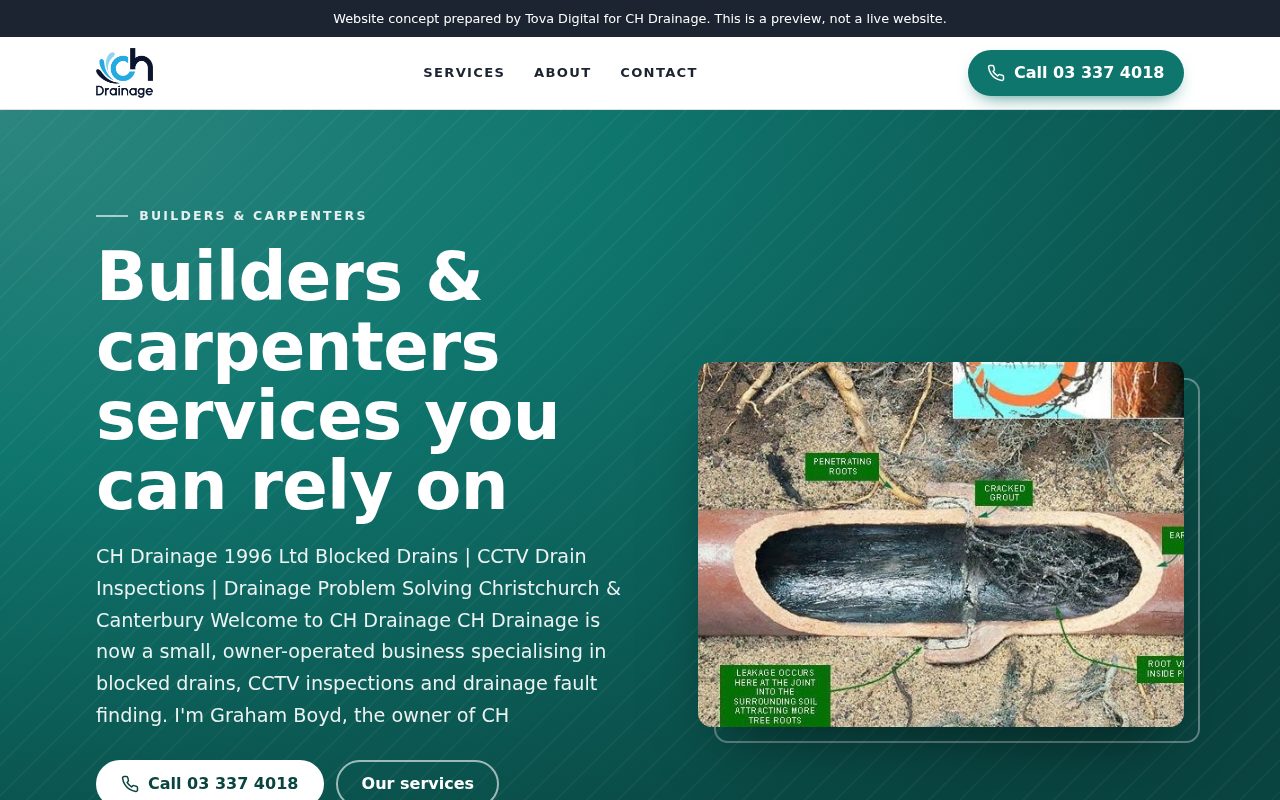 Website concept prepared by Tova Digital for CH Drainage. This is a preview, not a live website.
ch
Drainage
SERVICES
ABOUT
CONTACT
Call 03 337 4018
BUILDERS & CARPENTERS
Builders &
carpenters
services you
can rely on
CH Drainage 1996 Ltd Blocked Drains | CCTV Drain
Inspections | Drainage Problem Solving Christchurch &
Canterbury Welcome to CH Drainage CH Drainage is
now a small, owner-operated business specialising in
blocked drains, CCTV inspections and drainage fault
finding. I'm Graham Boyd, the owner of CH
Call 03 337 4018
Our services
PENETRATING
ROOTS
CRACKED
GROUT
LEAKAGE OCCURS
HERE AT THE JOINT
INTO THE
SURROUNDING SOIL
ATTRACTING MORE
TREE ROOTS
ROOT
INSIDE